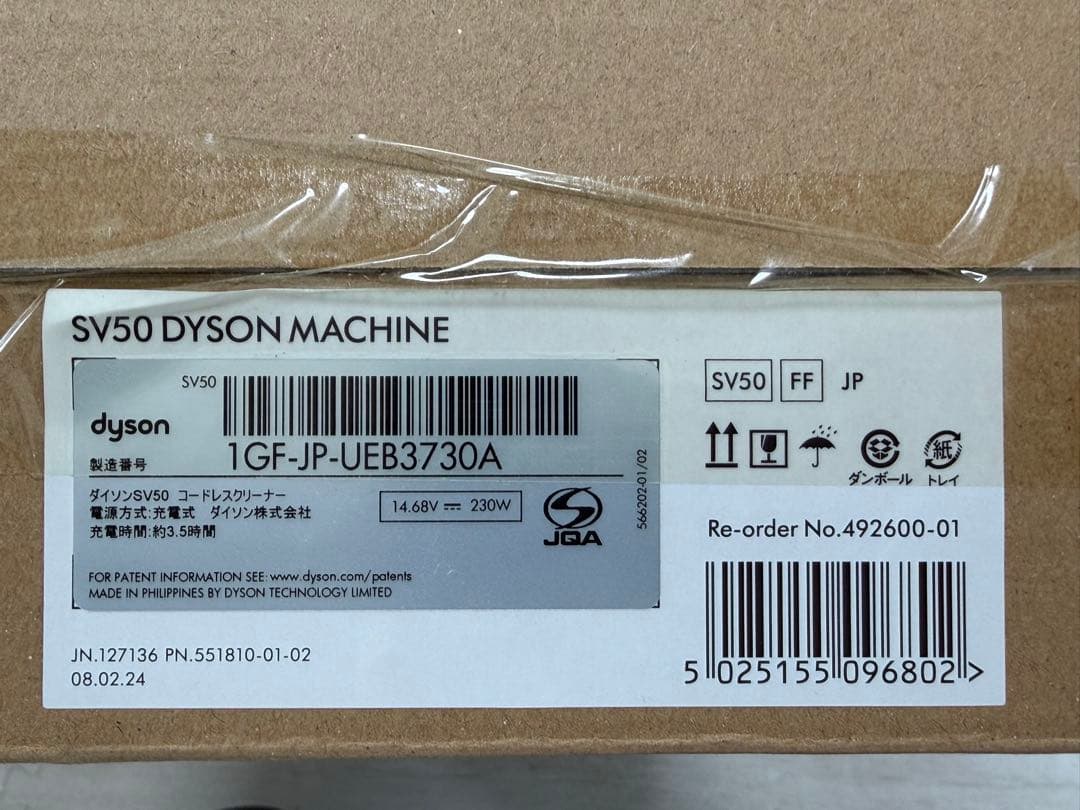 SV50 DYSON MACHINE
SV50
dyson
製造番号
1GF-JP-UEB3730A
ダイソンSV50 コードレスクリーナー
電源方式:充電式 ダイソン株式会社
充電時間:約3.5時間
14.68V 230W
JQA
566202-01/02
FOR PATENT INFORMATION SEE: www.dyson.com/patents
MADE IN PHILIPPINES BY DYSON TECHNOLOGY LIMITED
JN.127136 PN.551810-01-02
08.02.24
SV50 FF JP
紙
ダンボール トレイ
Re-order No.492600-01
5 025155 096802 >